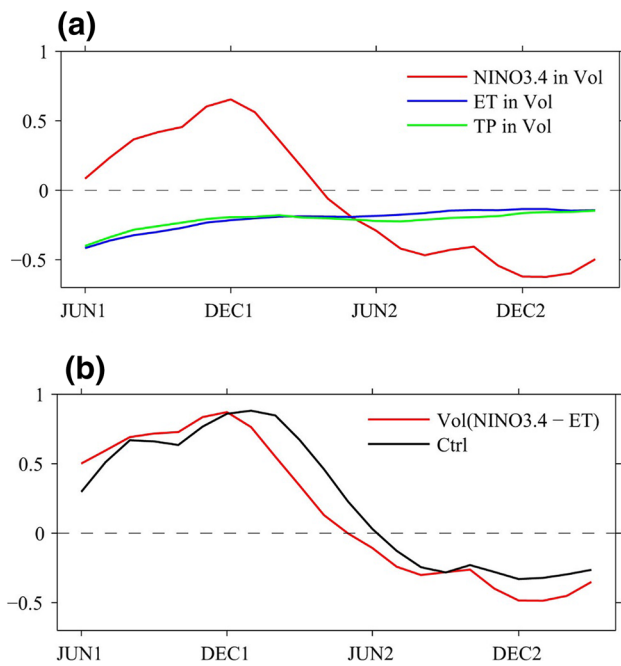 (a)
1
NINO3.4 in Vol
ET in Vol
0.5
TP in Vol
0
−0.5
JUN1 DEC1 JUN2 DEC2
(b)
1
Vol(NINO3.4 − ET)
Ctrl
0.5
0
−0.5
JUN1 DEC1 JUN2 DEC2